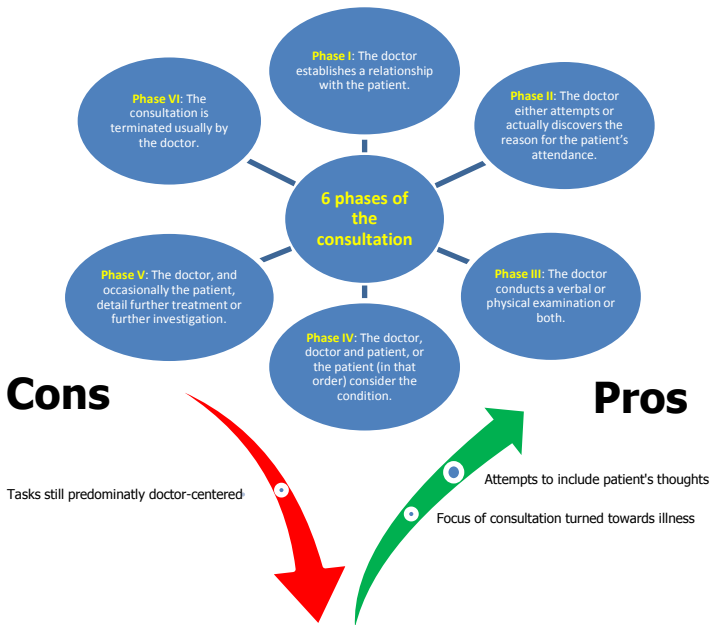 Phase I: The doctor
establishes a relationship
with the patient.
Phase II: The doctor
either attempts or
actually discovers the
reason for the patient's
attendance.
Phase III: The doctor
conducts a verbal or
physical examination or
both.
Phase IV: The doctor,
doctor and patient, or
the patient (in that
order) consider the
condition.
Phase V: The doctor, and
occasionally the patient,
detail further treatment or
further investigation.
Phase VI: The
consultation is
terminated usually by
the doctor.
6 phases of
the
consultation
Cons
Tasks still predominatly doctor-centered
Pros
Attempts to include patient's thoughts
Focus of consultation turned towards illness